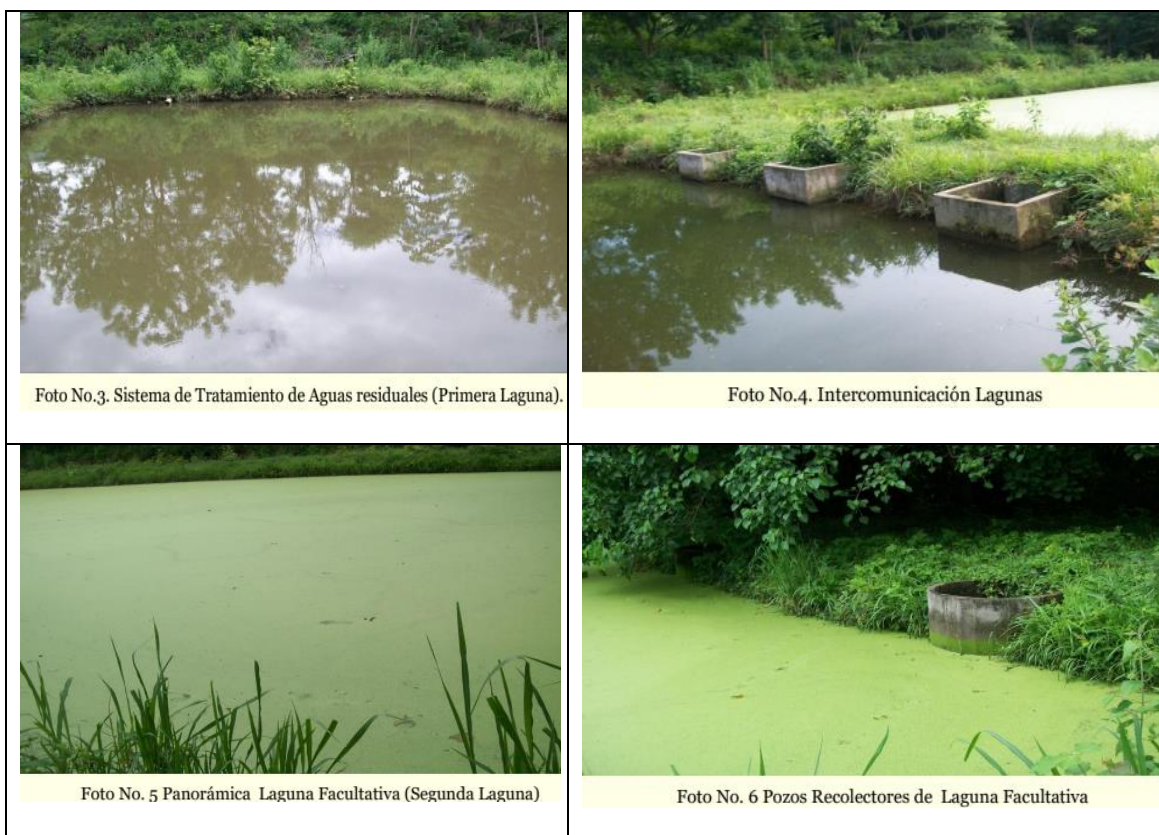 Foto No.3. Sistema de Tratamiento de Aguas residuales (Primera Laguna).
Foto No.4. Intercomunicación Lagunas
Foto No. 5 Panorámica Laguna Facultativa (Segunda Laguna)
Foto No. 6 Pozos Recolectores de Laguna Facultativa